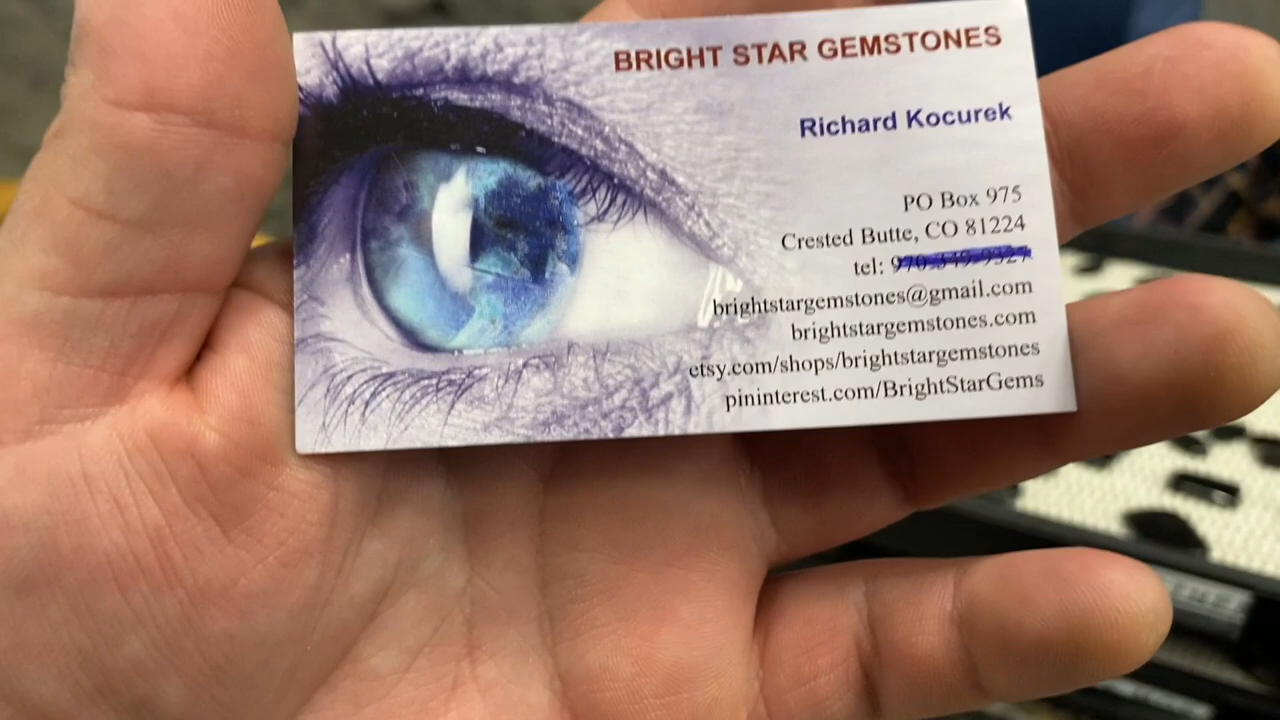 BRIGHT STAR GEMSTONES
Richard Kocurek
PO Box 975
Crested Butte, CO 81224
tel:
brightstargemstones@gmail.com
brightstargemstones.com
etsy.com/shops/brightstargemstones
pininterest.com/BrightStarGems